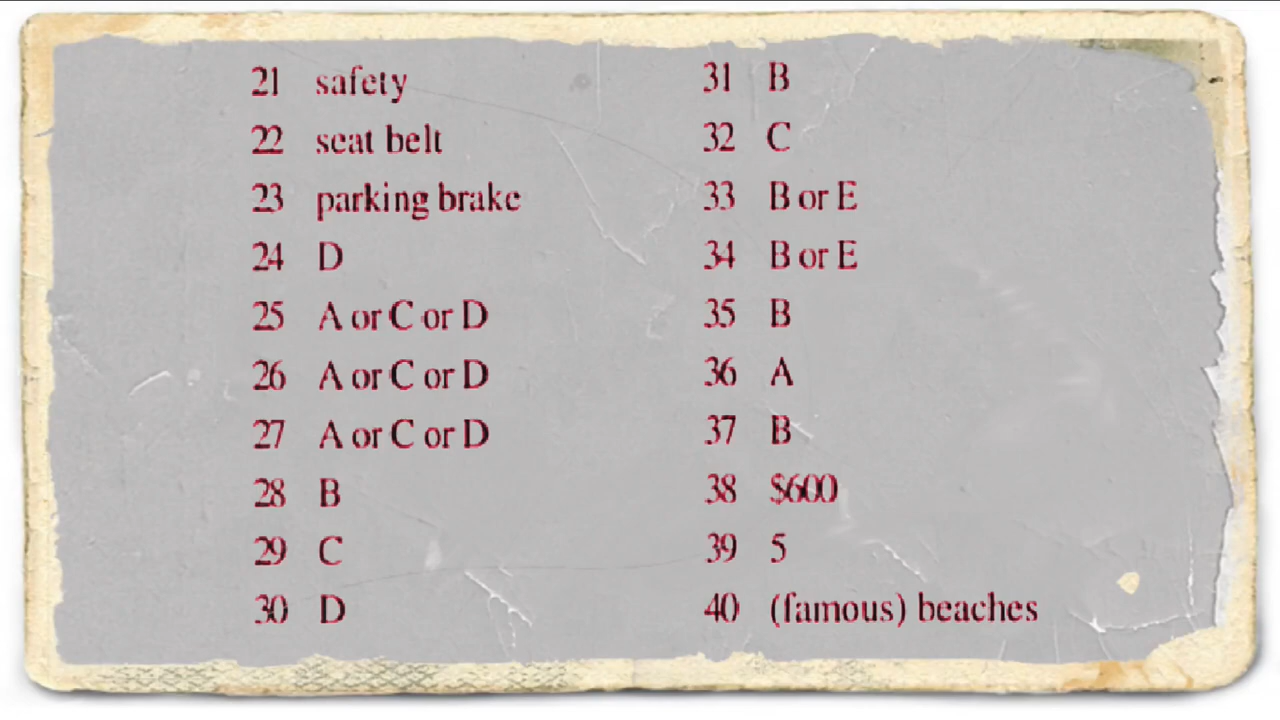 21 safety
22 seat belt
23 parking brake
24 D
25 A or C or D
26 A or C or D
27 A or C or D
28 B
29 C
30 D
31 B
32 C
33 B or E
34 B or E
35 B
36 A
37 B
38 $600
39 5
40 (famous) beaches